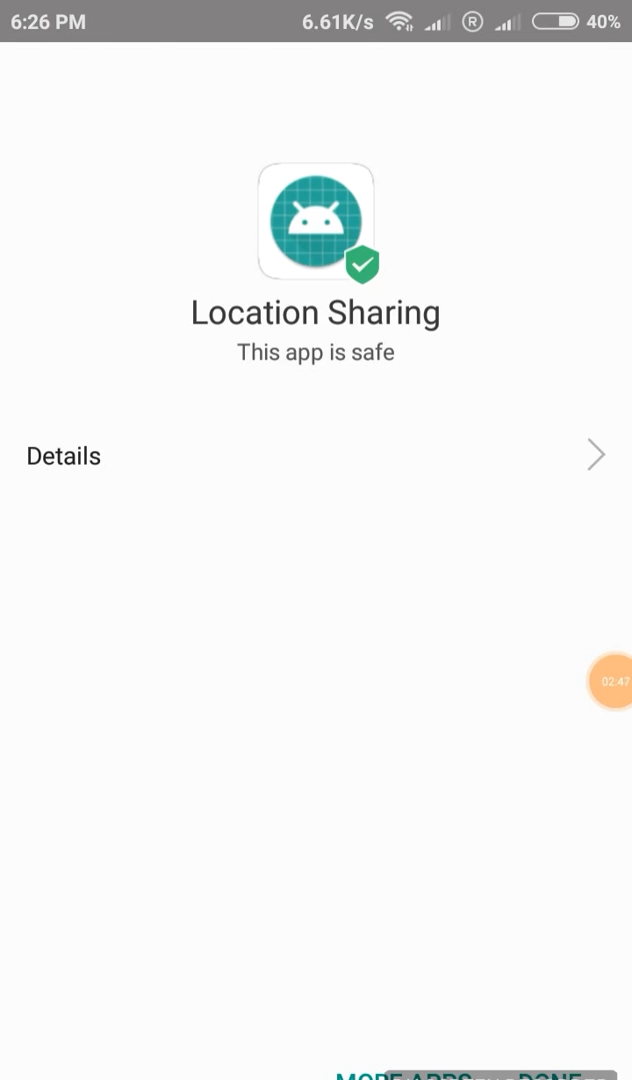 6:26 PM 6.61K/s R 40%
Location Sharing
This app is safe
Details
02:47
MORE APPS DONE